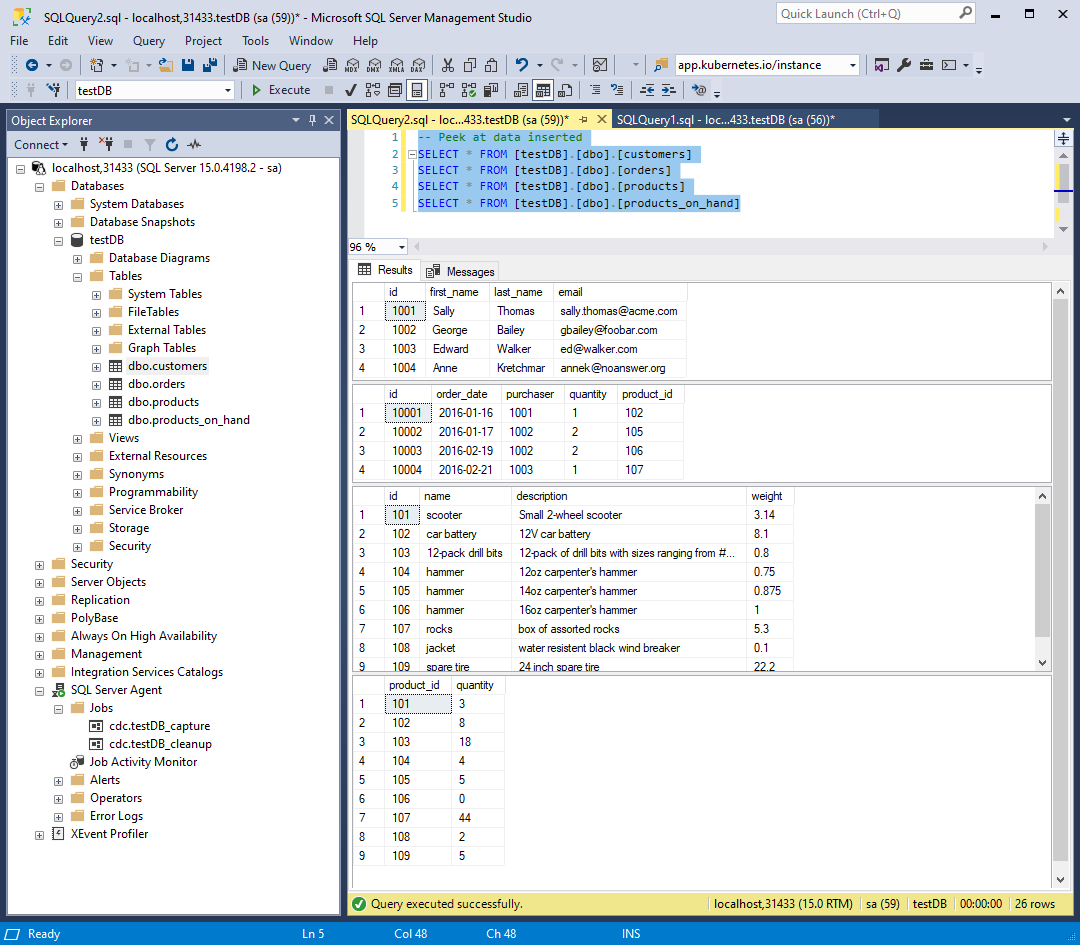 SQLQuery2.sql - localhost,31433.testDB (sa (59))* - Microsoft SQL Server Management Studio
Quick Launch (Ctrl+Q)
File Edit View Query Project Tools Window Help
New Query MDX DMX XMLA DAX app.kubernetes.io/instance
testDB Execute
Object Explorer
Connect
localhost,31433 (SQL Server 15.0.4198.2 - sa)
Databases
System Databases
Database Snapshots
testDB
Database Diagrams
Tables
System Tables
FileTables
External Tables
Graph Tables
dbo.customers
dbo.orders
dbo.products
dbo.products_on_hand
Views
External Resources
Synonyms
Programmability
Service Broker
Storage
Security
Security
Server Objects
Replication
PolyBase
Always On High Availability
Management
Integration Services Catalogs
SQL Server Agent
Jobs
cdc.testDB_capture
cdc.testDB_cleanup
Job Activity Monitor
Alerts
Operators
Error Logs
XEvent Profiler
SQLQuery2.sql - loc...433.testDB (sa (59))* SQLQuery1.sql - loc...433.testDB (sa (56))*
1 -- Peek at data inserted
2 SELECT * FROM [testDB].[dbo].[customers]
3 SELECT * FROM [testDB].[dbo].[orders]
4 SELECT * FROM [testDB].[dbo].[products]
5 SELECT * FROM [testDB].[dbo].[products_on_hand]
96 %
Results Messages
id first_name last_name email
1 1001 Sally Thomas sally.thomas@acme.com
2 1002 George Bailey gbailey@foobar.com
3 1003 Edward Walker ed@walker.com
4 1004 Anne Kretchmar annek@noanswer.org
id order_date purchaser quantity product_id
1 10001 2016-01-16 1001 1 102
2 10002 2016-01-17 1002 2 105
3 10003 2016-02-19 1002 2 106
4 10004 2016-02-21 1003 1 107
id name description weight
1 101 scooter Small 2-wheel scooter 3.14
2 102 car battery 12V car battery 8.1
3 103 12-pack drill bits 12-pack of drill bits with sizes ranging from #... 0.8
4 104 hammer 12oz carpenter's hammer 0.75
5 105 hammer 14oz carpenter's hammer 0.875
6 106 hammer 16oz carpenter's hammer 1
7 107 rocks box of assorted rocks 5.3
8 108 jacket water resistent black wind breaker 0.1
9 109 spare tire 24 inch spare tire 22.2
product_id quantity
1 101 3
2 102 8
3 103 18
4 104 4
5 105 5
6 106 0
7 107 44
8 108 2
9 109 5
Query executed successfully. localhost,31433 (15.0 RTM) sa (59) testDB 00:00:00 26 rows
Ready Ln 5 Col 48 Ch 48 INS